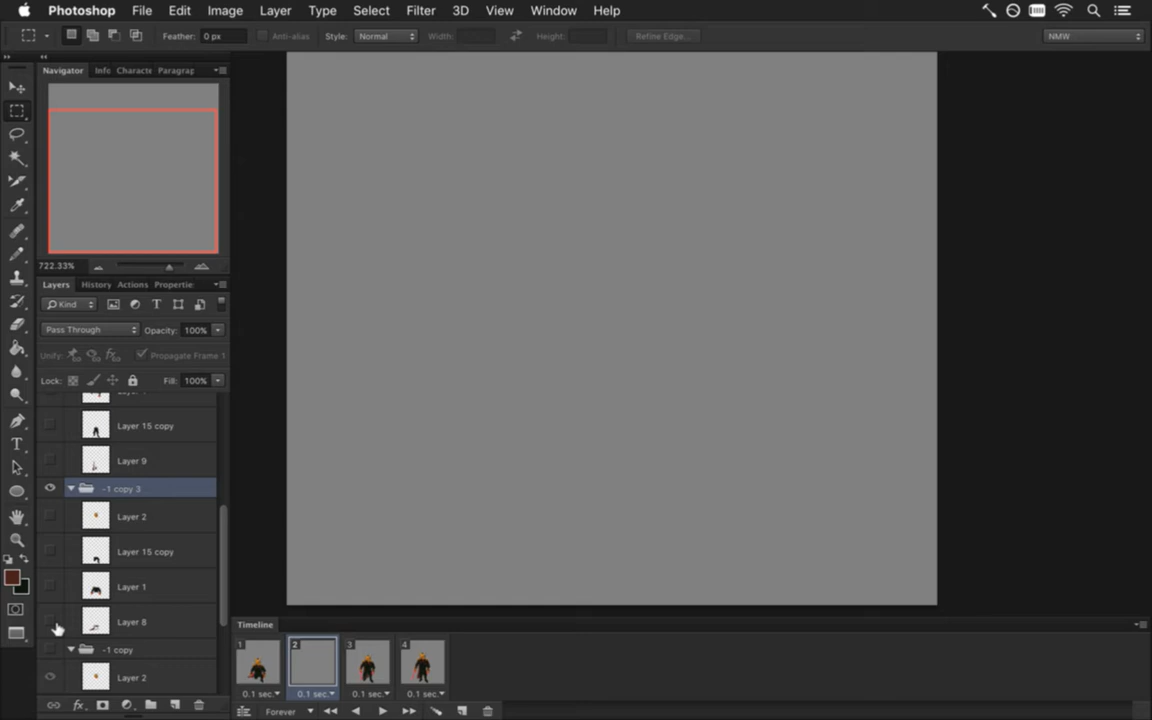 Photoshop File Edit Image Layer Type Select Filter 3D View Window Help
Feather: 0 px Anti-alias Style: Normal Width: Height: Refine Edge... NMW
Navigator Info Characte Paragrap
722.33%
Layers History Actions Propertie
Kind
Pass Through Opacity: 100%
Unify: Propagate Frame 1
Lock: Fill: 100%
Layer 15 copy
Layer 9
-1 copy 3
Layer 2
Layer 15 copy
Layer 1
Layer 8
-1 copy
Layer 2
Timeline
1 2 3 4
0.1 sec. 0.1 sec. 0.1 sec. 0.1 sec.
Forever